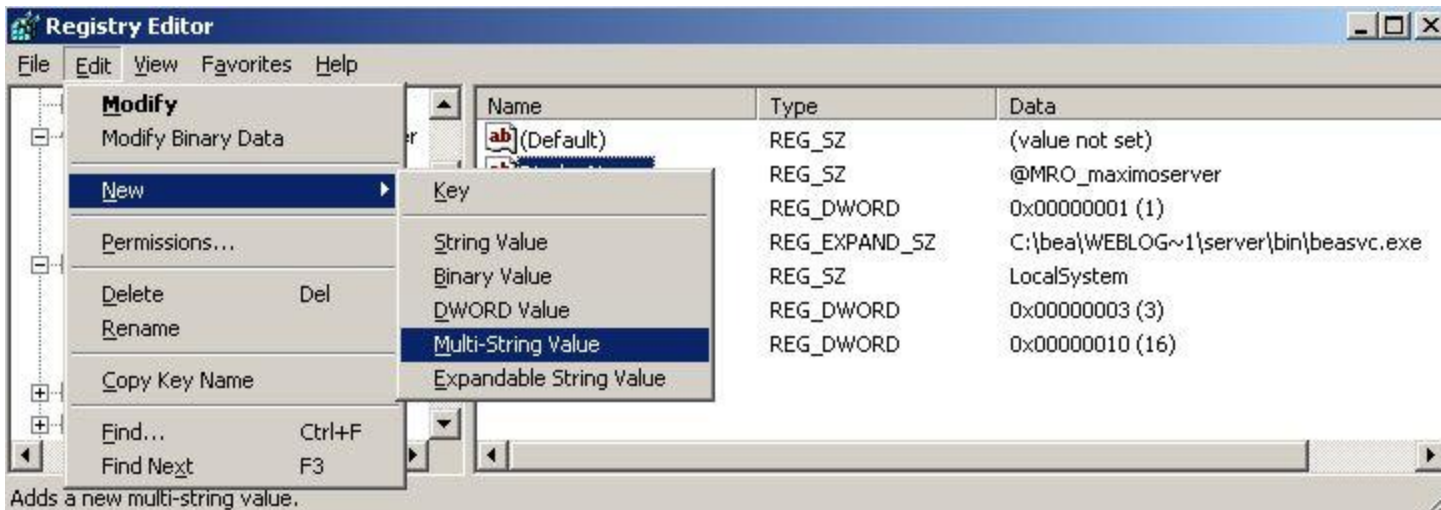 Registry Editor
File Edit View Favorites Help
Modify
Modify Binary Data
New
Permissions...
Delete Del
Rename
Copy Key Name
Find... Ctrl+F
Find Next F3
Key
String Value
Binary Value
DWORD Value
Multi-String Value
Expandable String Value
Name Type Data
ab (Default) REG_SZ (value not set)
REG_SZ @MRO_maximoserver
REG_DWORD 0x00000001 (1)
REG_EXPAND_SZ C:\bea\WEBLOG~1\server\bin\beasvc.exe
REG_SZ LocalSystem
REG_DWORD 0x00000003 (3)
REG_DWORD 0x00000010 (16)
Adds a new multi-string value.